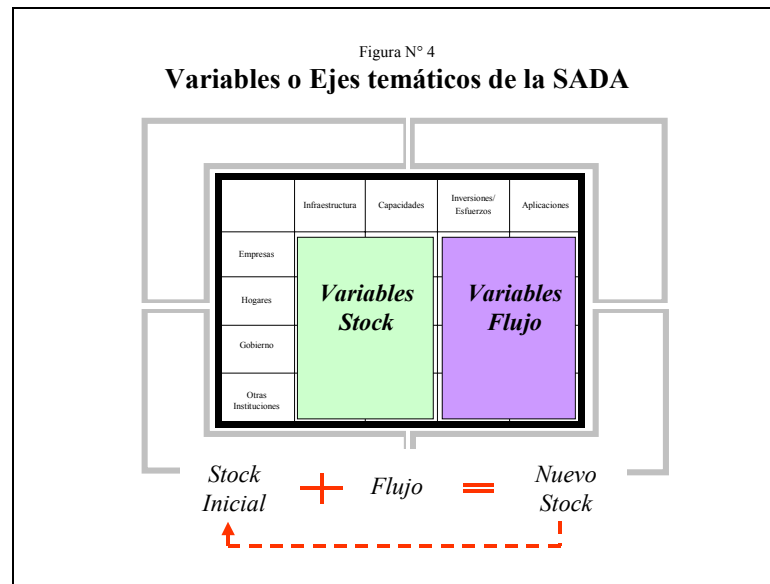 Figura N° 4
Variables o Ejes temáticos de la SADA
Infraestructura
Capacidades
Inversiones/
Esfuerzos
Aplicaciones
Empresas
Hogares
Gobierno
Otras
Instituciones
Variables
Stock
Variables
Flujo
Stock
Inicial
+
Flujo
=
Nuevo
Stock